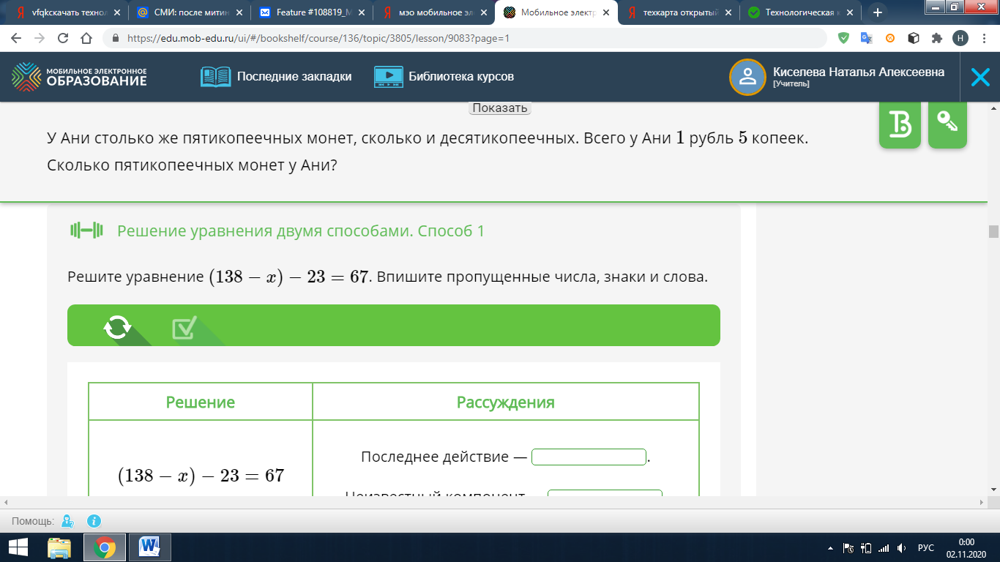 vfqkскачать технол
СМИ: после митин
Feature #108819_M
мэо мобильное эл
Мобильное электр
техкарта открытый
Технологическая к
https://edu.mob-edu.ru/ui/#/bookshelf/course/136/topic/3805/lesson/9083?page=1
Н
МОБИЛЬНОЕ ЭЛЕКТРОННОЕ
ОБРАЗОВАНИЕ
Последние закладки
Библиотека курсов
Киселева Наталья Алексеевна
[Учитель]
Показать
У Ани столько же пятикопеечных монет, сколько и десятикопеечных. Всего у Ани 1 рубль 5 копеек.
Сколько пятикопеечных монет у Ани?
Решение уравнения двумя способами. Способ 1
Решите уравнение (138 − x) − 23 = 67. Впишите пропущенные числа, знаки и слова.
Решение
Рассуждения
(138 − x) − 23 = 67
Последнее действие — .
Неизвестный компонент
Помощь:
РУС
0:00
02.11.2020